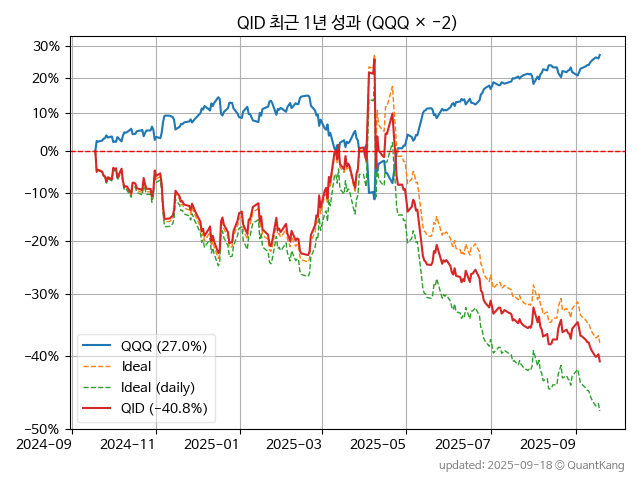 QID 최근 1년 성과 (QQQ × −2)
30%
20%
10%
0%
−10%
−20%
−30%
−40%
−50%
QQQ (27.0%)
Ideal
Ideal (daily)
QID (−40.8%)
2024-09 2024-11 2025-01 2025-03 2025-05 2025-07 2025-09
updated: 2025-09-18 © QuantKang